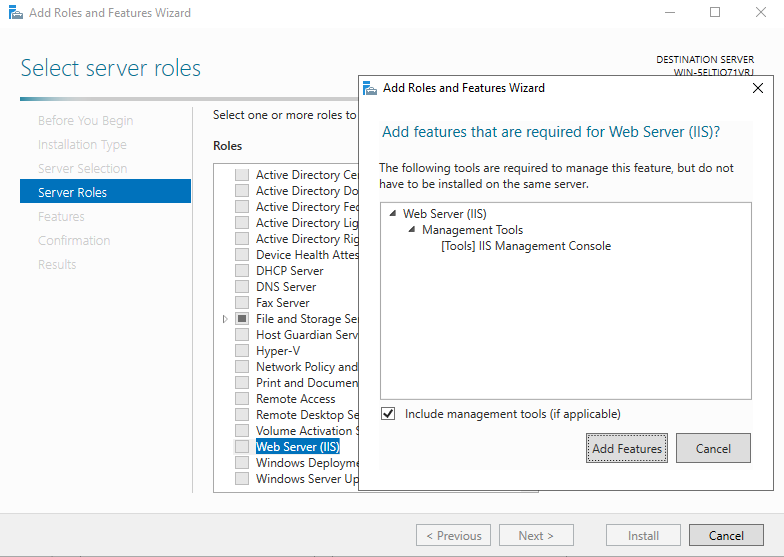 Add Roles and Features Wizard
Select server roles
DESTINATION SERVER
WIN-5ELTIQ71VRJ
Before You Begin
Installation Type
Server Selection
Server Roles
Features
Confirmation
Results
Select one or more roles to
Roles
Active Directory Cer
Active Directory Do
Active Directory Fed
Active Directory Lig
Active Directory Rig
Device Health Attes
DHCP Server
DNS Server
Fax Server
File and Storage Se
Host Guardian Serv
Hyper-V
Network Policy and
Print and Documen
Remote Access
Remote Desktop Se
Volume Activation S
Web Server (IIS)
Windows Deployme
Windows Server Up
Add Roles and Features Wizard
Add features that are required for Web Server (IIS)?
The following tools are required to manage this feature, but do not
have to be installed on the same server.
Web Server (IIS)
Management Tools
[Tools] IIS Management Console
Include management tools (if applicable)
Add Features
Cancel
< Previous
Next >
Install
Cancel